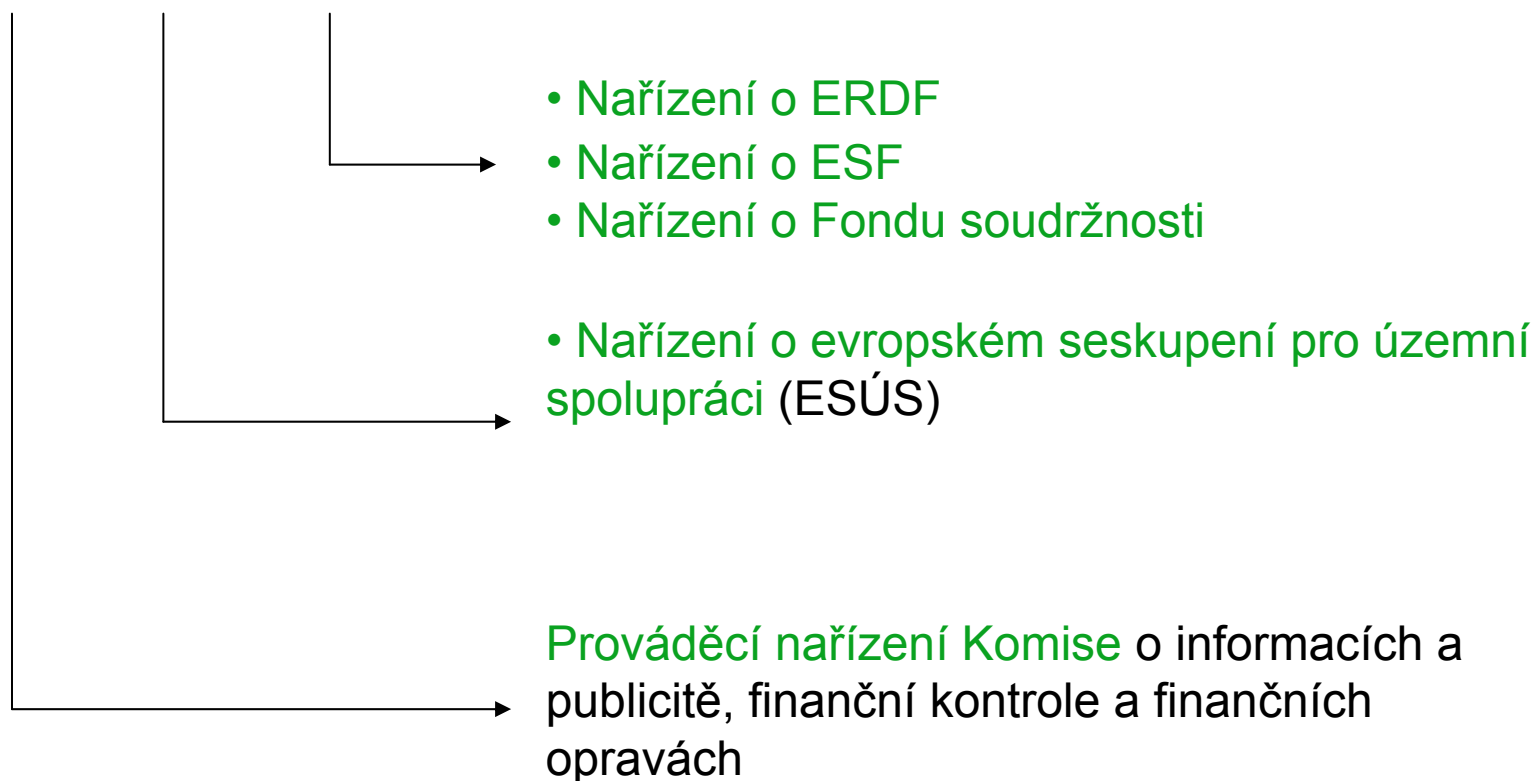 • Nařízení o ERDF
• Nařízení o ESF
• Nařízení o Fondu soudržnosti
• Nařízení o evropském seskupení pro územní
spolupráci (ESÚS)
Prováděcí nařízení Komise o informacích a
publicitě, finanční kontrole a finančních
opravách